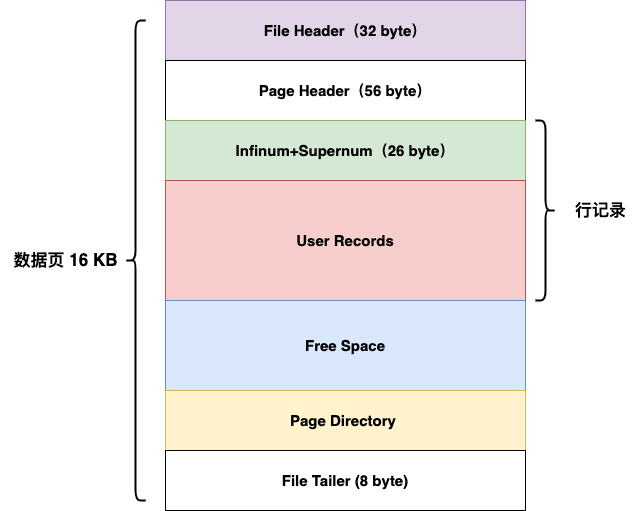 File Header（32 byte）
Page Header（56 byte）
Infinum+Supernum（26 byte）
User Records
行记录
数据页 16 KB
Free Space
Page Directory
File Tailer (8 byte)